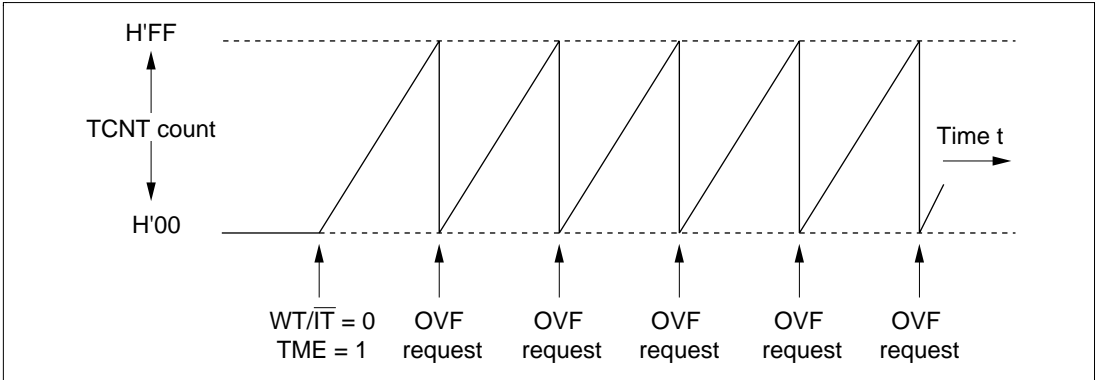 H'FF
TCNT count
Time t
H'00
WT/I̅T̅ = 0
TME = 1
OVF
request
OVF
request
OVF
request
OVF
request
OVF
request